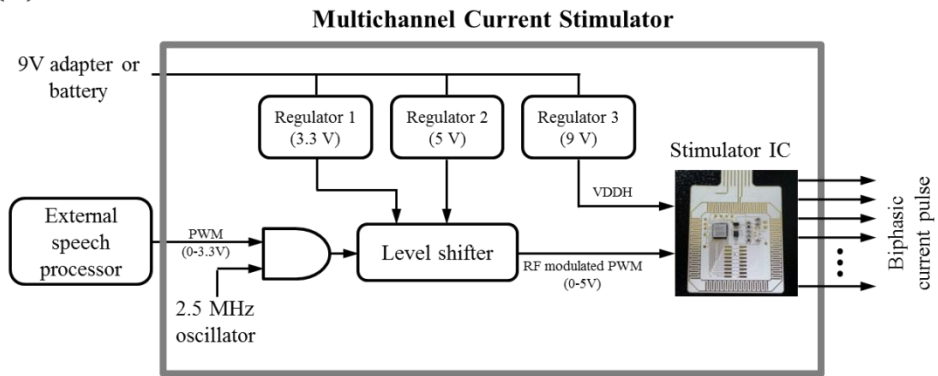 Multichannel Current Stimulator
9V adapter or
battery
Regulator 1
(3.3 V)
Regulator 2
(5 V)
Regulator 3
(9 V)
Stimulator IC
VDDH
External
speech
processor
PWM
(0-3.3V)
Level shifter
RF modulated PWM
(0-5V)
2.5 MHz
oscillator
Biphasic
current pulse